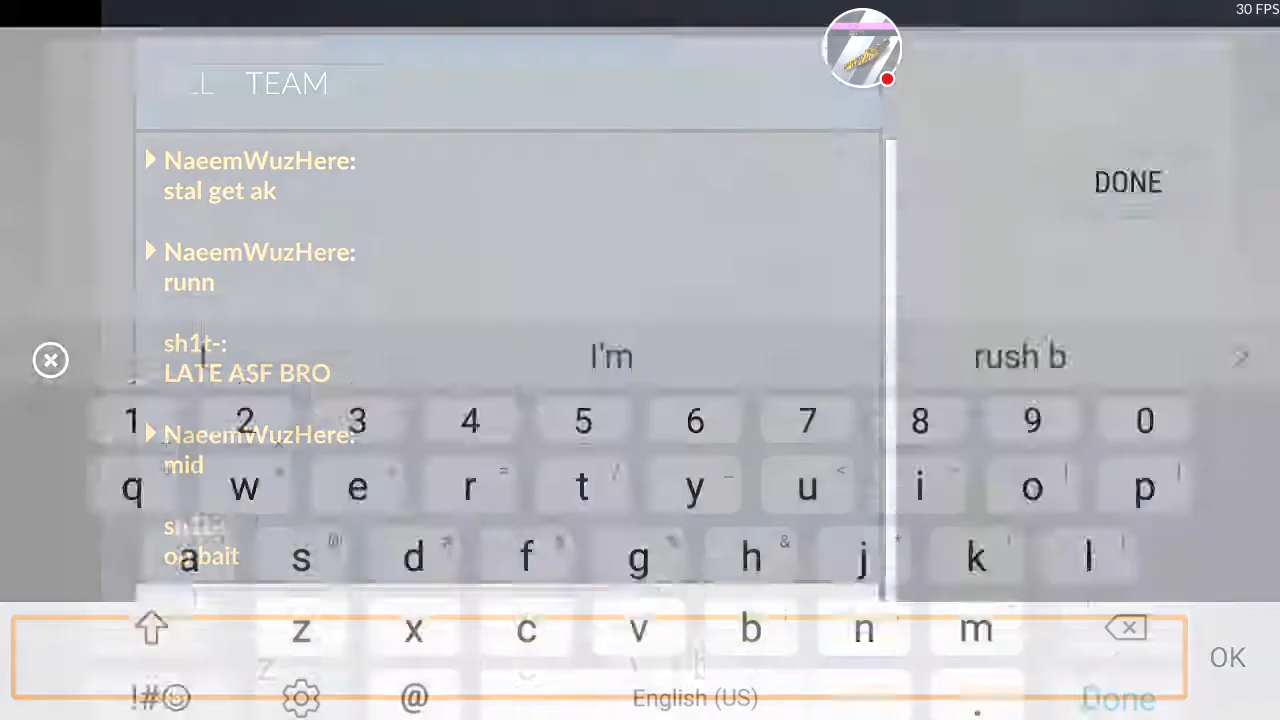 30 FPS
TEAM
NaeemWuzHere:
stal get ak
DONE
NaeemWuzHere:
runn
sh1t-:
LATE ASF BRO
I'm
rush b
1 2 3 4 5 6 7 8 9 0
NaeemWuzHere:
mid
q w e r t y u i o p
bait
a s d f g h j k l
z x c v b n m
OK
!#☺ @ English (US) . Done